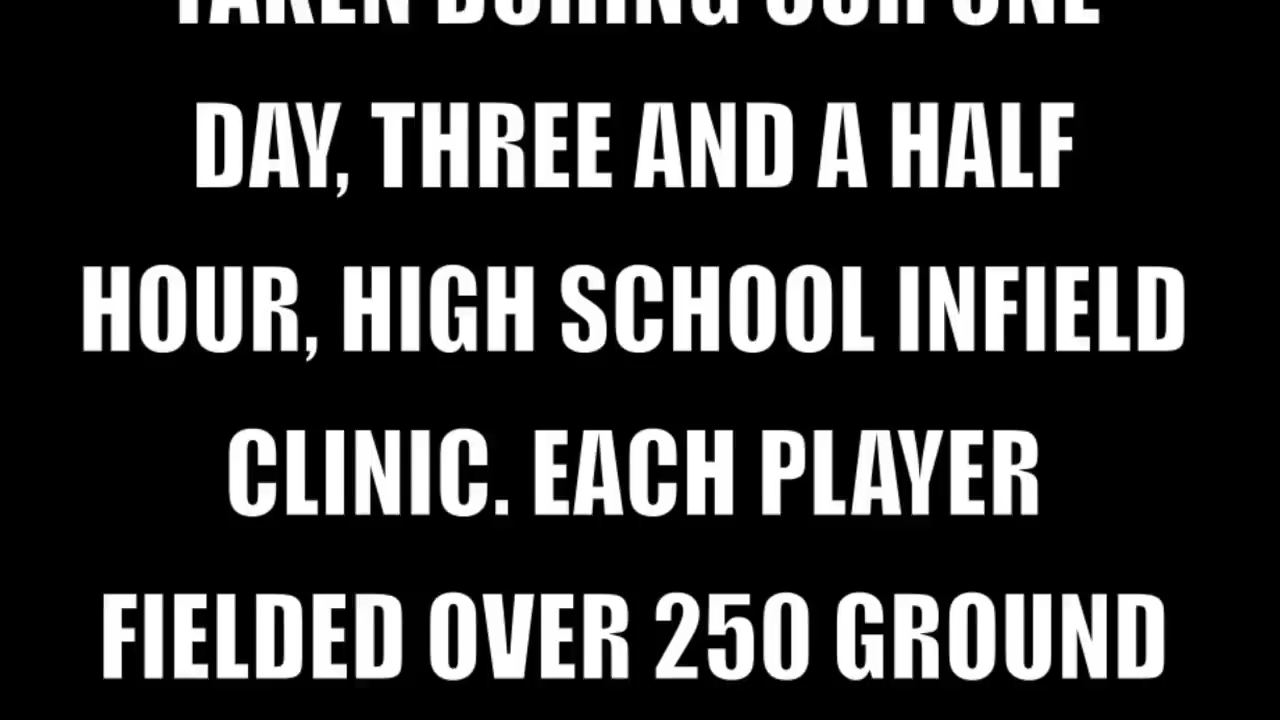 TAKEN DURING OUR ONE
DAY, THREE AND A HALF
HOUR, HIGH SCHOOL INFIELD
CLINIC. EACH PLAYER
FIELDED OVER 250 GROUND